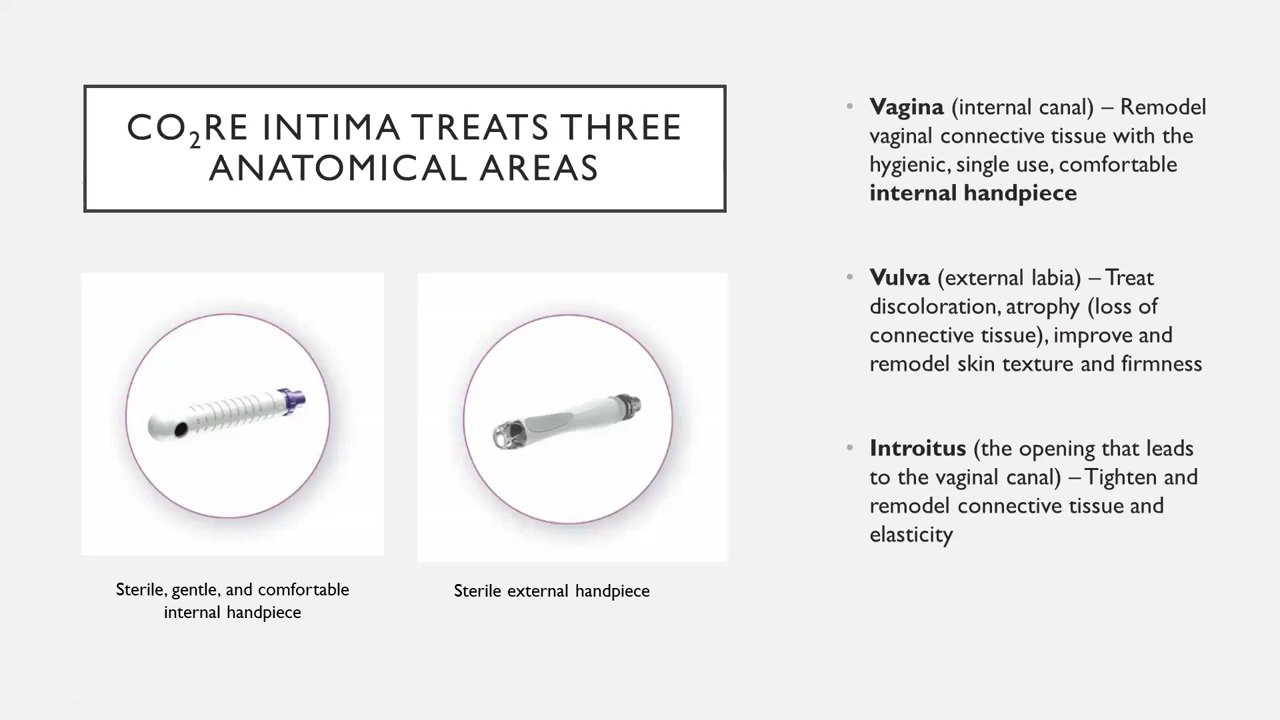 CO₂RE INTIMA TREATS THREE
ANATOMICAL AREAS
Sterile, gentle, and comfortable
internal handpiece
Sterile external handpiece
• Vagina (internal canal) – Remodel
vaginal connective tissue with the
hygienic, single use, comfortable
internal handpiece
• Vulva (external labia) – Treat
discoloration, atrophy (loss of
connective tissue), improve and
remodel skin texture and firmness
• Introitus (the opening that leads
to the vaginal canal) – Tighten and
remodel connective tissue and
elasticity